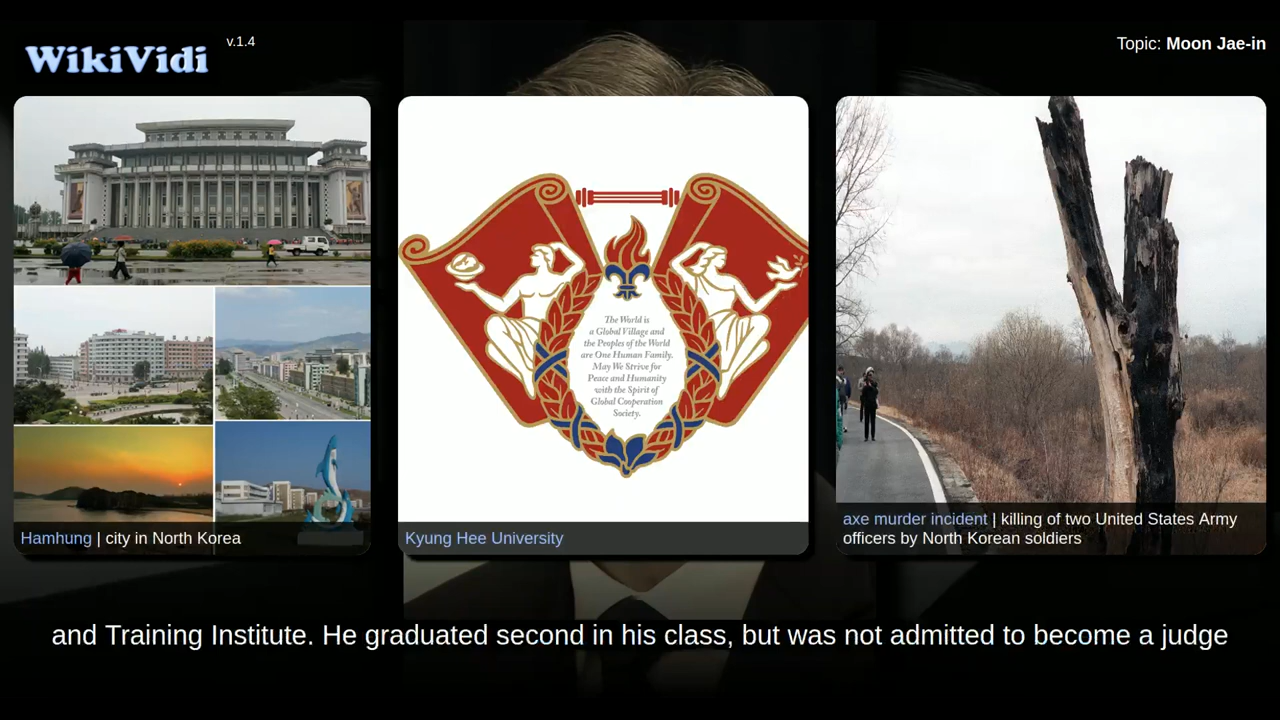 WikiVidi
v.1.4
Topic: Moon Jae-in
The World is
a Global Village and
the Peoples of the World
are One Human Family.
May We Strive for
Peace and Humanity
with the Spirit of
Global Cooperation
Society.
Hamhung | city in North Korea
Kyung Hee University
axe murder incident | killing of two United States Army
officers by North Korean soldiers
and Training Institute. He graduated second in his class, but was not admitted to become a judge